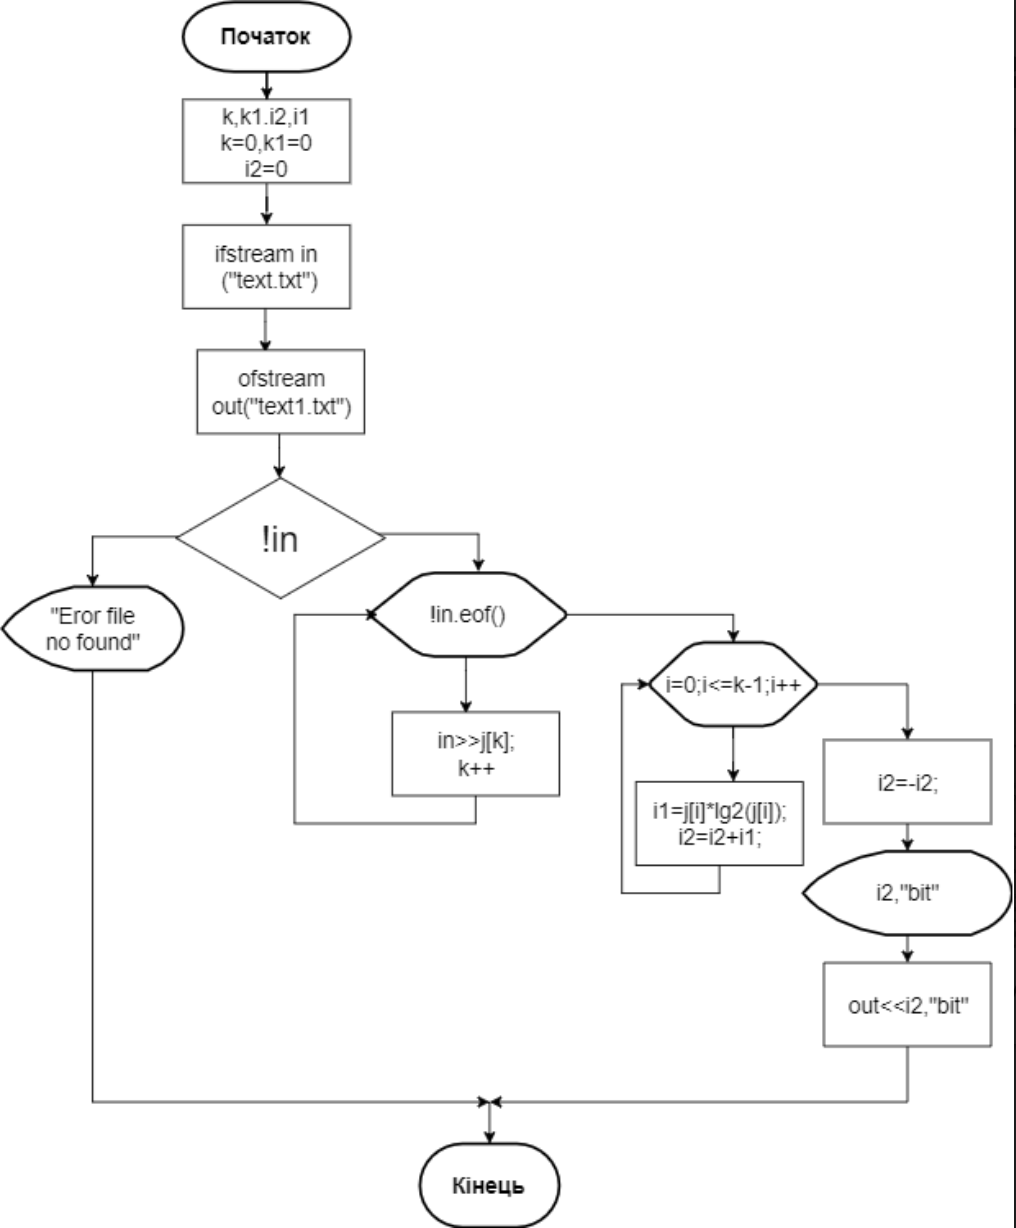 Початок
k,k1.i2,i1
k=0,k1=0
i2=0
ifstream in
("text.txt")
ofstream
out("text1.txt")
!in
"Eror file
no found"
!in.eof()
in>>j[k];
k++
i=0;i<=k-1;i++
i1=j[i]*lg2(j[i]);
i2=i2+i1;
i2=-i2;
i2,"bit"
out<<i2,"bit"
Кінець